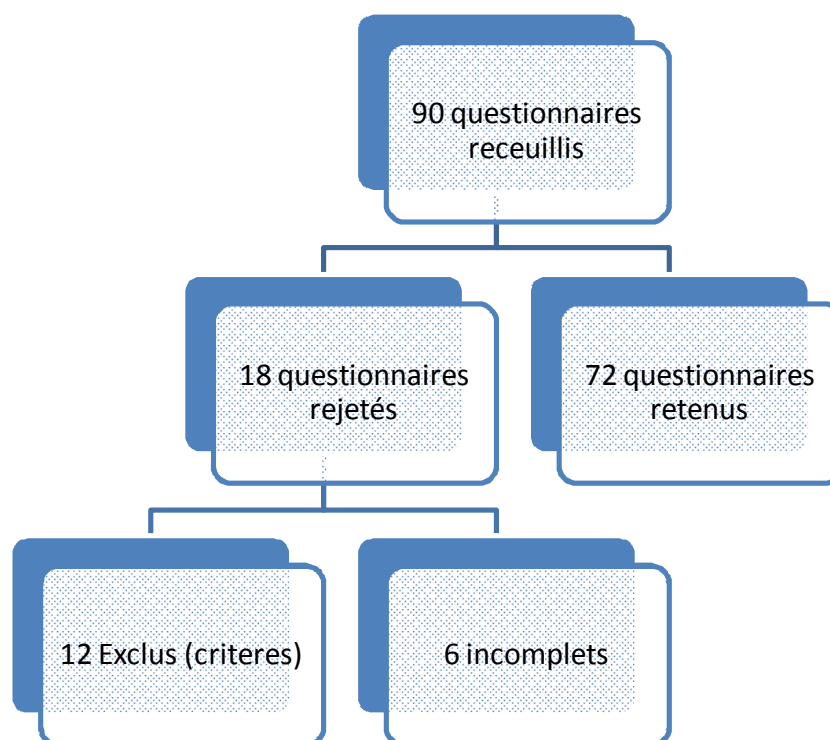 90 questionnaires
receuillis
18 questionnaires
rejetés
72 questionnaires
retenus
12 Exclus (criteres)
6 incomplets